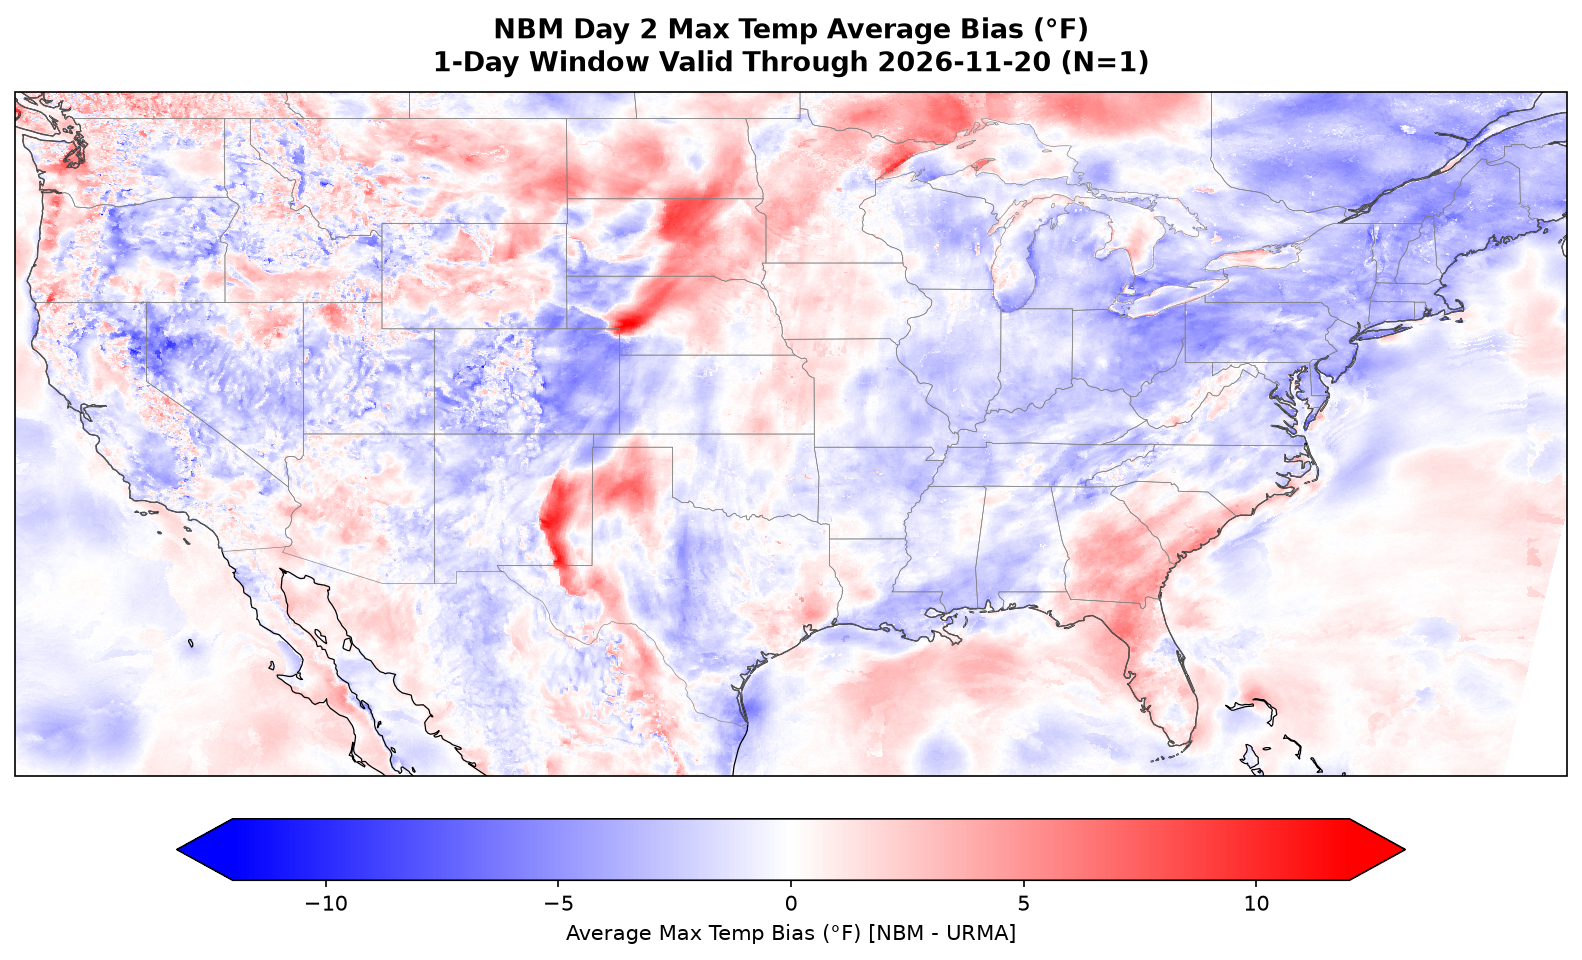 NBM Day 2 Max Temp Average Bias (°F)
1-Day Window Valid Through 2026-11-20 (N=1)
−10 −5 0 5 10
Average Max Temp Bias (°F) [NBM - URMA]